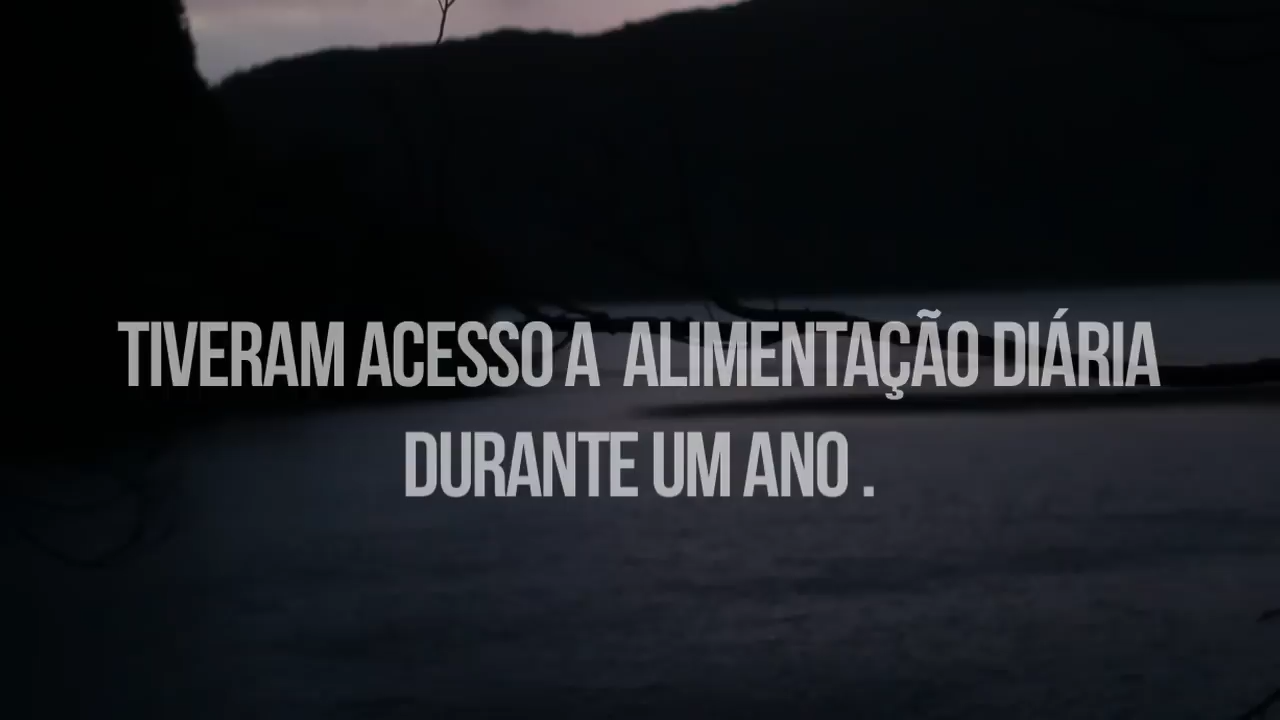 TIVERAM ACESSO A  ALIMENTAÇÃO DIÁRIA
DURANTE UM ANO .